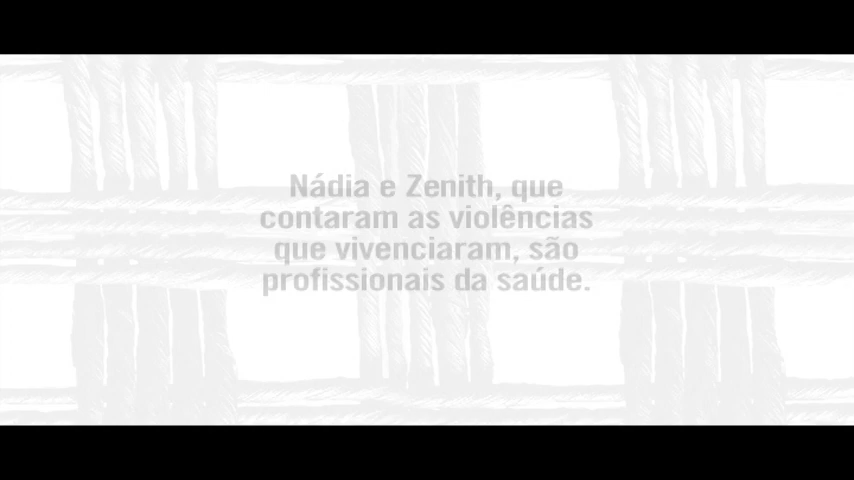 Nádia e Zenith, que
contaram as violências
que vivenciaram, são
profissionais da saúde.